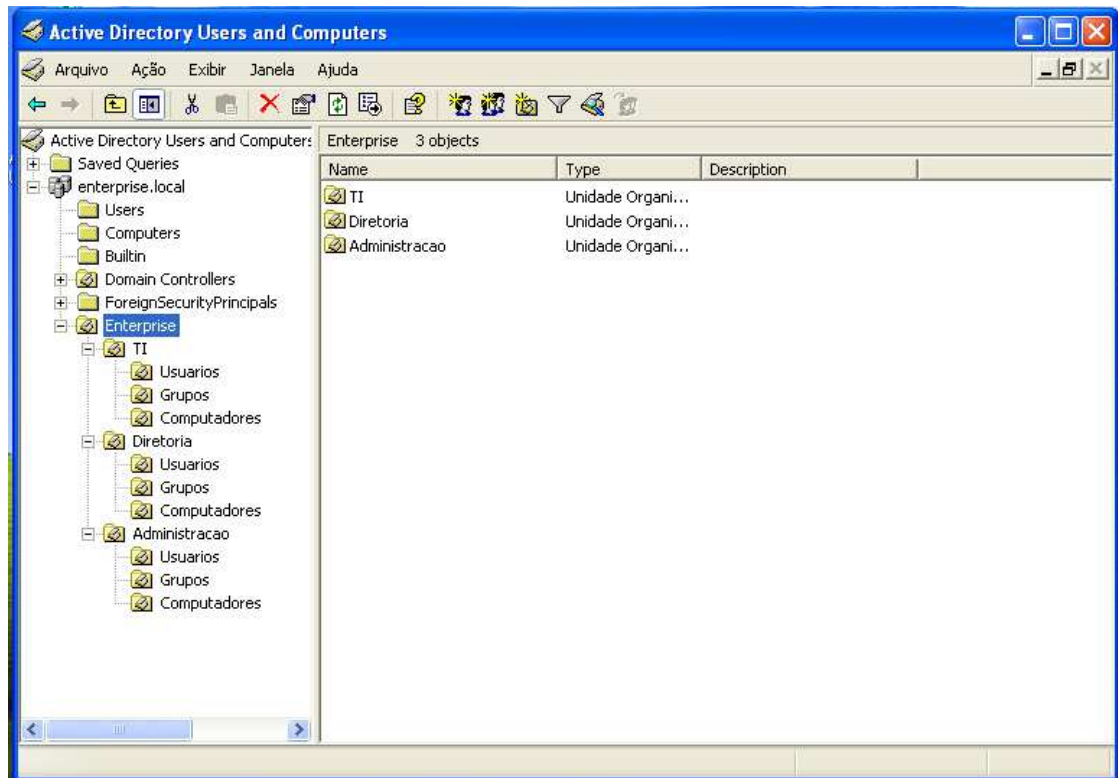 Active Directory Users and Computers
Arquivo Ação Exibir Janela Ajuda
Active Directory Users and Computer
Saved Queries
enterprise.local
Users
Computers
Builtin
Domain Controllers
ForeignSecurityPrincipals
Enterprise
TI
Usuarios
Grupos
Computadores
Diretoria
Usuarios
Grupos
Computadores
Administracao
Usuarios
Grupos
Computadores
Enterprise 3 objects
Name Type Description
TI Unidade Organi...
Diretoria Unidade Organi...
Administracao Unidade Organi...